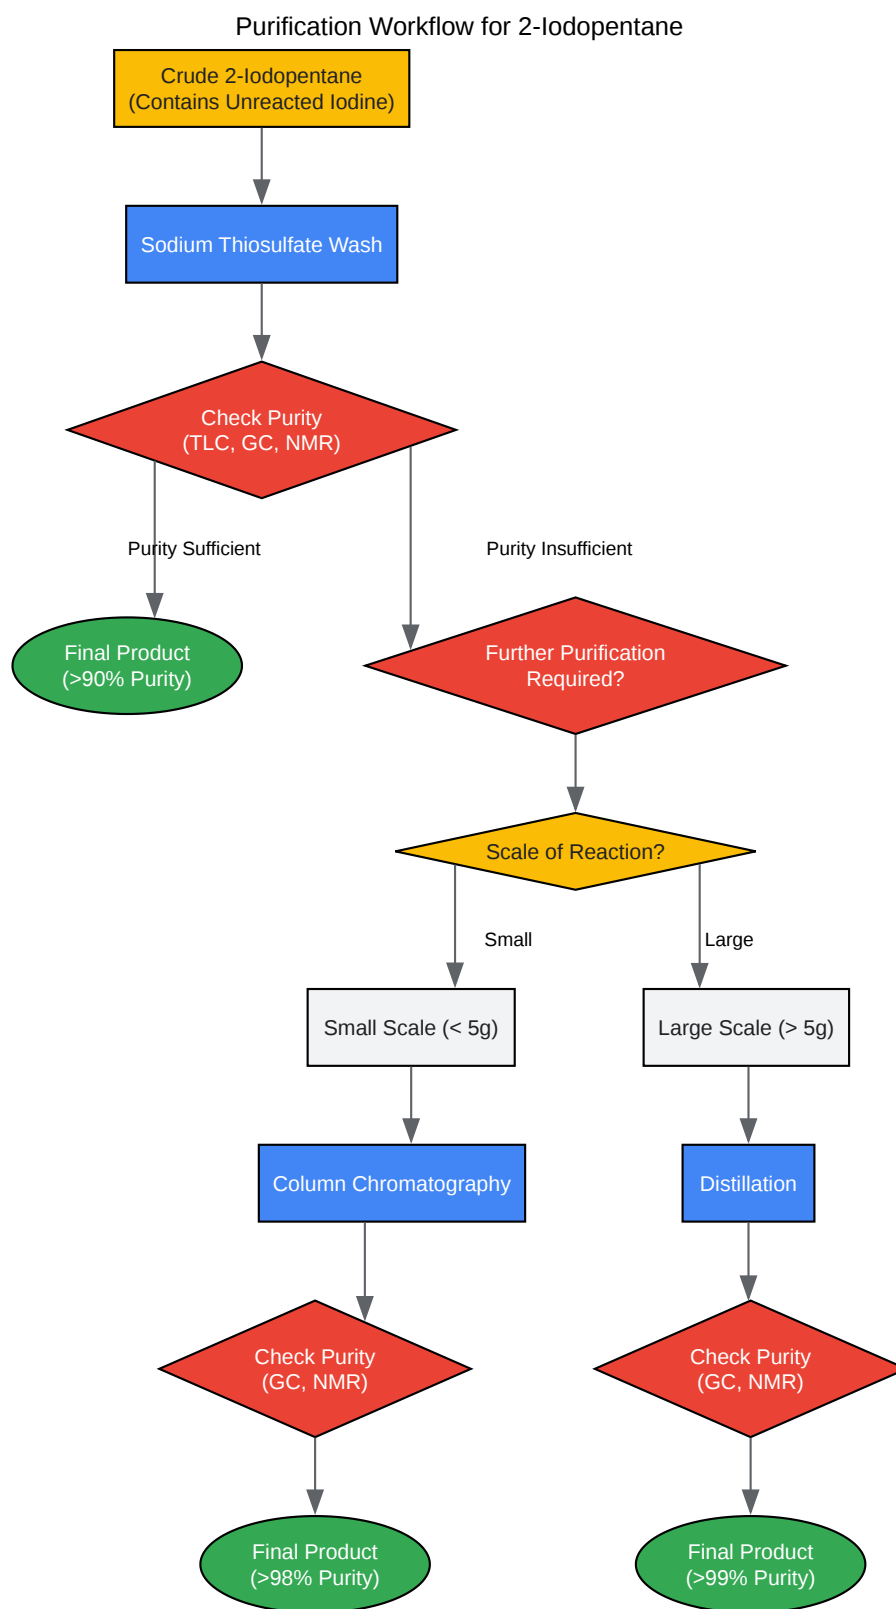 Purification Workflow for 2-Iodopentane
Crude 2-Iodopentane
(Contains Unreacted Iodine)
Sodium Thiosulfate Wash
Check Purity
(TLC, GC, NMR)
Purity Sufficient
Purity Insufficient
Final Product
(>90% Purity)
Further Purification
Required?
Scale of Reaction?
Small
Large
Small Scale (< 5g)
Large Scale (> 5g)
Column Chromatography
Distillation
Check Purity
(GC, NMR)
Check Purity
(GC, NMR)
Final Product
(>98% Purity)
Final Product
(>99% Purity)